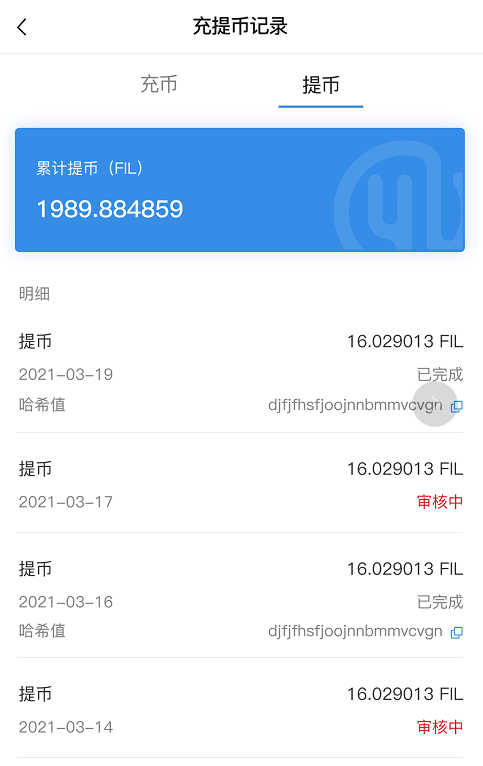 充提币记录
充币 提币
累计提币（FIL）
1989.884859
明细
提币 16.029013 FIL
2021-03-19 已完成
哈希值 djfjfhsfjoojnnbmmvcvgn
提币 16.029013 FIL
2021-03-17 审核中
提币 16.029013 FIL
2021-03-16 已完成
哈希值 djfjfhsfjoojnnbmmvcvgn
提币 16.029013 FIL
2021-03-14 审核中